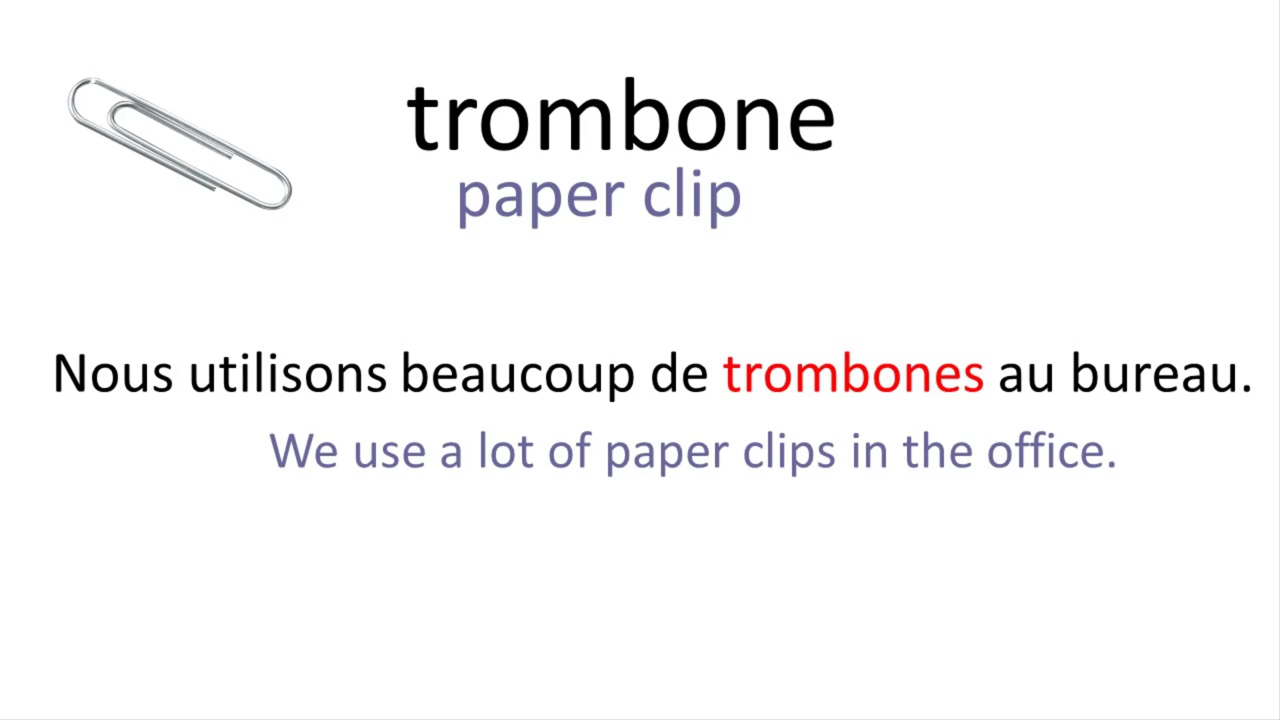 trombone
paper clip
Nous utilisons beaucoup de trombones au bureau.
We use a lot of paper clips in the office.